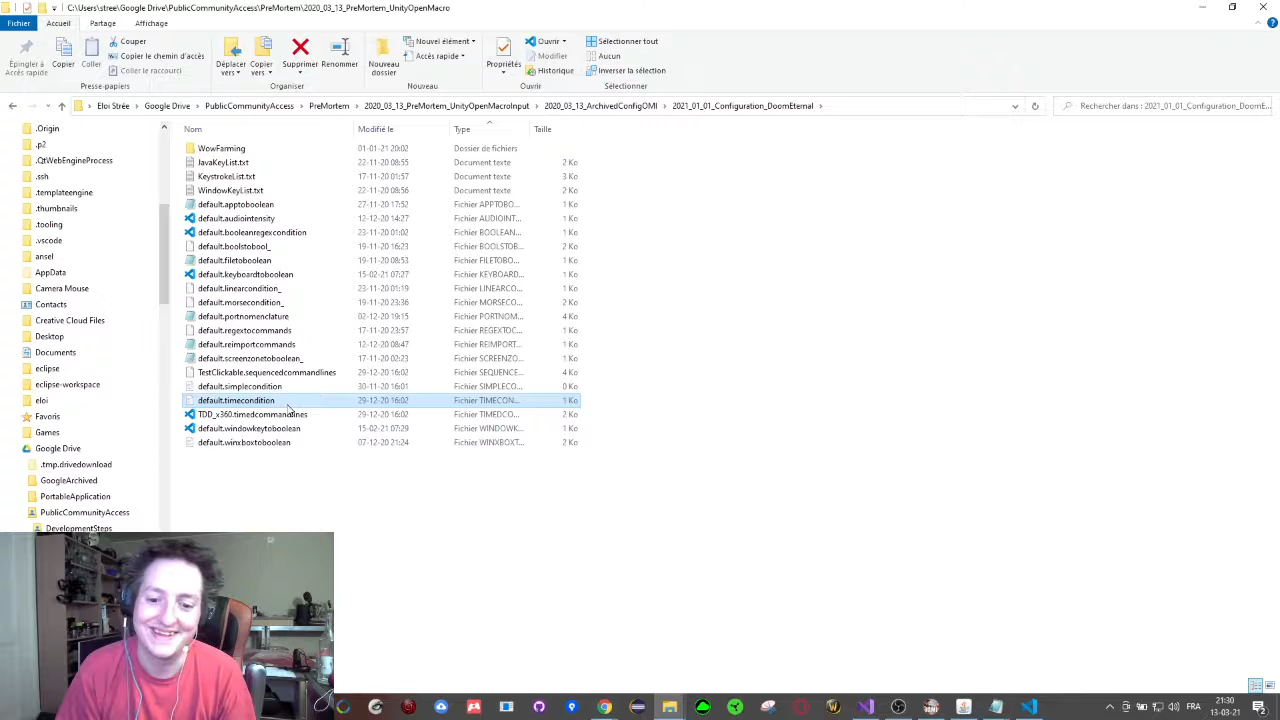 C:\Users\stree\Google Drive\PublicCommunityAccess\PreMortem\2020_03_13_PreMortem_UnityOpenMacro
Fichier Accueil Partage Affichage
Épingler à Accès rapide
Copier
Coller
Couper
Copier le chemin d'accès
Coller le raccourci
Presse-papiers
Déplacer vers
Copier vers
Supprimer
Renommer
Organiser
Nouveau dossier
Nouvel élément
Accès rapide
Nouveau
Propriétés
Ouvrir
Modifier
Historique
Ouvrir
Sélectionner tout
Aucun
Inverser la sélection
Sélectionner
Eloi Strée > Google Drive > PublicCommunityAccess > PreMortem > 2020_03_13_PreMortem_UnityOpenMacroInput > 2020_03_13_ArchivedConfigOMI > 2021_01_01_Configuration_DoomEternal >
Rechercher dans : 2021_01_01_Configuration_DoomE...
.Origin
.p2
.QtWebEngineProcess
.ssh
.templateengine
.thumbnails
.tooling
.vscode
ansel
AppData
Camera Mouse
Contacts
Creative Cloud Files
Desktop
Documents
eclipse
eclipse-workspace
eloi
Favoris
Games
Google Drive
.tmp.drivedownload
GoogleArchived
PortableApplication
PublicCommunityAccess
DevelopmentSteps
Nom Modifié le Type Taille
WowFarming 01-01-21 20:02 Dossier de fichiers
JavaKeyList.txt 22-11-20 08:55 Document texte 2 Ko
KeystrokeList.txt 17-11-20 01:57 Document texte 3 Ko
WindowKeyList.txt 22-11-20 08:56 Document texte 2 Ko
default.apptoboolean 27-11-20 17:52 Fichier APPTOBO... 1 Ko
default.audiointensity 12-12-20 14:27 Fichier AUDIOINT... 1 Ko
default.booleanregexcondition 23-11-20 01:02 Fichier BOOLEAN... 1 Ko
default.boolstobool_ 19-11-20 16:23 Fichier BOOLSTOB... 2 Ko
default.filetoboolean 19-11-20 08:53 Fichier FILETOBO... 1 Ko
default.keyboardtoboolean 15-02-21 07:27 Fichier KEYBOARD... 1 Ko
default.linearcondition_ 23-11-20 01:19 Fichier LINEARCO... 1 Ko
default.morsecondition_ 19-11-20 23:36 Fichier MORSECO... 2 Ko
default.portnomenclature 02-12-20 19:15 Fichier PORTNOM... 4 Ko
default.regextocommands 17-11-20 23:57 Fichier REGEXTOC... 1 Ko
default.reimportcommands 12-12-20 08:47 Fichier REIMPORT... 1 Ko
default.screenzonetoboolean_ 17-11-20 02:23 Fichier SCREENZO... 1 Ko
TestClickable.sequencedcommandlines 29-12-20 16:02 Fichier SEQUENCE... 4 Ko
default.simplecondition 30-11-20 16:01 Fichier SIMPLECO... 0 Ko
default.timecondition 29-12-20 16:02 Fichier TIMECON... 1 Ko
TDD_x360.timedcommandlines 29-12-20 16:02 Fichier TIMEDCO... 2 Ko
default.windowkeytoboolean 15-02-21 07:29 Fichier WINDOWK... 1 Ko
default.winxboxtoboolean 07-12-20 21:24 Fichier WINXBOXT... 2 Ko
FRA
21:30
13-03-21
2